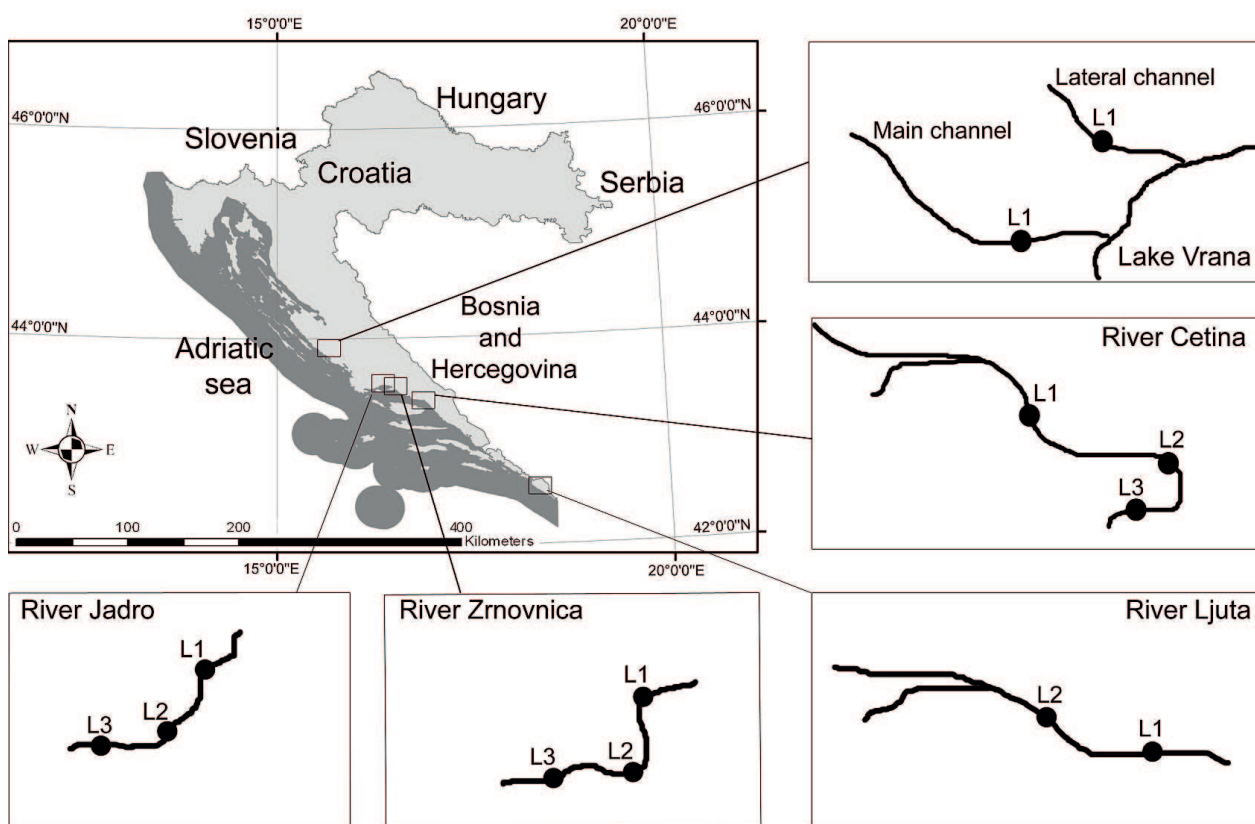 15°0'0"E
20°0'0"E
46°0'0"N
46°0'0"N
Hungary
Slovenia
Croatia
Serbia
44°0'0"N
44°0'0"N
Adriatic
sea
Bosnia
and
Hercegovina
N
W
E
S
0
100
200
400
Kilometers
42°0'0"N
15°0'0"E
20°0'0"E
Lateral channel
L1
Main channel
L1
Lake Vrana
River Cetina
L1
L2
L3
River Jadro
L1
L2
L3
River Zrnovnica
L1
L2
L3
River Ljuta
L2
L1